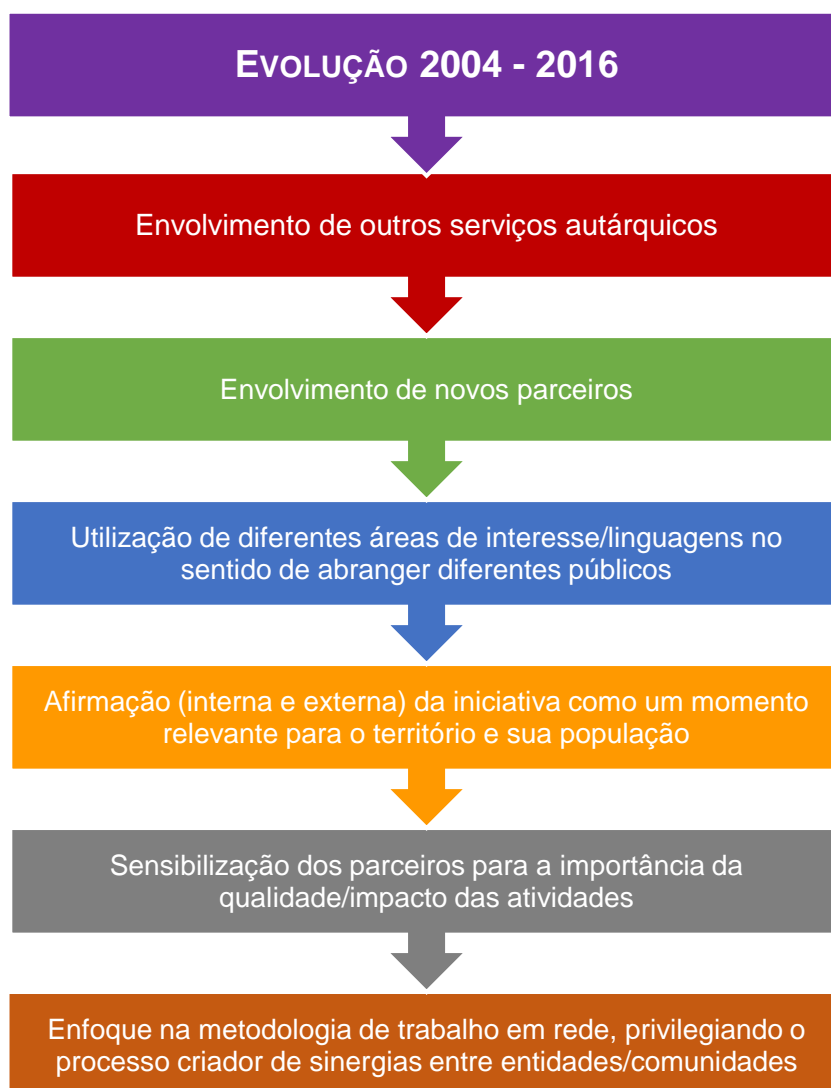 EVOLUÇÃO 2004 - 2016
Envolvimento de outros serviços autárquicos
Envolvimento de novos parceiros
Utilização de diferentes áreas de interesse/linguagens no
sentido de abranger diferentes públicos
Afirmação (interna e externa) da iniciativa como um momento
relevante para o território e sua população
Sensibilização dos parceiros para a importância da
qualidade/impacto das atividades
Enfoque na metodologia de trabalho em rede, privilegiando o
processo criador de sinergias entre entidades/comunidades